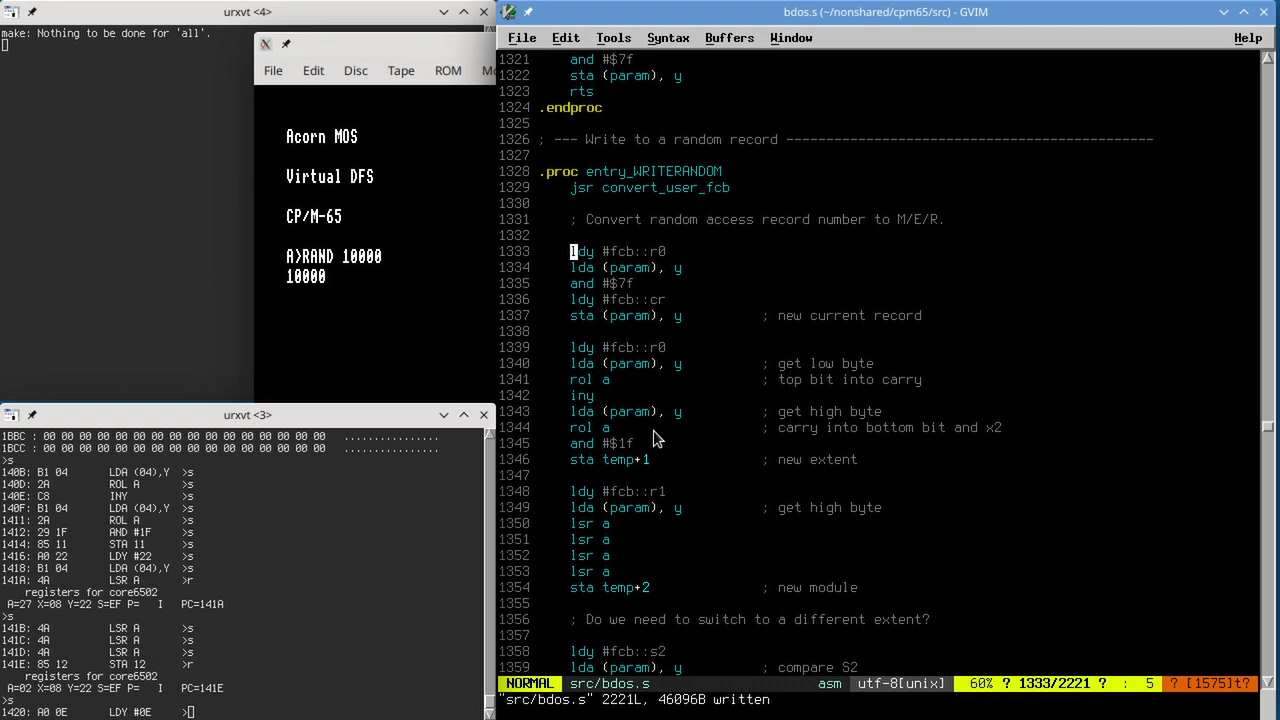 urxvt <4>
make: Nothing to be done for 'all'.
File Edit Disc Tape ROM
Acorn MOS
Virtual DFS
CP/M-65
A>RAND 10000
10000
urxvt <3>
1BBC : 00 00 00 00 00 00 00 00 00 00 00 00 00 00 00 00 ................
1BCC : 00 00 00 00 00 00 00 00 00 00 00 00 00 00 00 00 ................
>s
140B: B1 04 LDA (04),Y >s
140D: 2A ROL A >s
140E: C8 INY >s
140F: B1 04 LDA (04),Y >s
1411: 2A ROL A >s
1412: 29 1F AND #1F >s
1414: 85 11 STA 11 >s
1416: A0 22 LDY #22 >s
1418: B1 04 LDA (04),Y >s
141A: 4A LSR A >r
registers for core6502
A=27 X=08 Y=22 S=EF P= I PC=141A
>s
141B: 4A LSR A >s
141C: 4A LSR A >s
141D: 4A LSR A >s
141E: 85 12 STA 12 >r
registers for core6502
A=02 X=08 Y=22 S=EF P= I PC=141E
>s
1420: A0 0E LDY #0E >
bdos.s (~/nonshared/cpm65/src) - GVIM
File Edit Tools Syntax Buffers Window Help
1321 and #$7f
1322 sta (param), y
1323 rts
1324 .endproc
1325
1326 ; --- Write to a random record ----------------------------------------------
1327
1328 .proc entry_WRITERANDOM
1329 jsr convert_user_fcb
1330
1331 ; Convert random access record number to M/E/R.
1332
1333 ldy #fcb::r0
1334 lda (param), y
1335 and #$7f
1336 ldy #fcb::cr
1337 sta (param), y ; new current record
1338
1339 ldy #fcb::r0
1340 lda (param), y ; get low byte
1341 rol a ; top bit into carry
1342 iny
1343 lda (param), y ; get high byte
1344 rol a ; carry into bottom bit and x2
1345 and #$1f
1346 sta temp+1 ; new extent
1347
1348 ldy #fcb::r1
1349 lda (param), y ; get high byte
1350 lsr a
1351 lsr a
1352 lsr a
1353 lsr a
1354 sta temp+2 ; new module
1355
1356 ; Do we need to switch to a different extent?
1357
1358 ldy #fcb::s2
1359 lda (param), y ; compare S2
NORMAL src/bdos.s asm utf-8[unix] 60% ? 1333/2221 ? : 5 ? [1575]t?
"src/bdos.s" 2221L, 46096B written